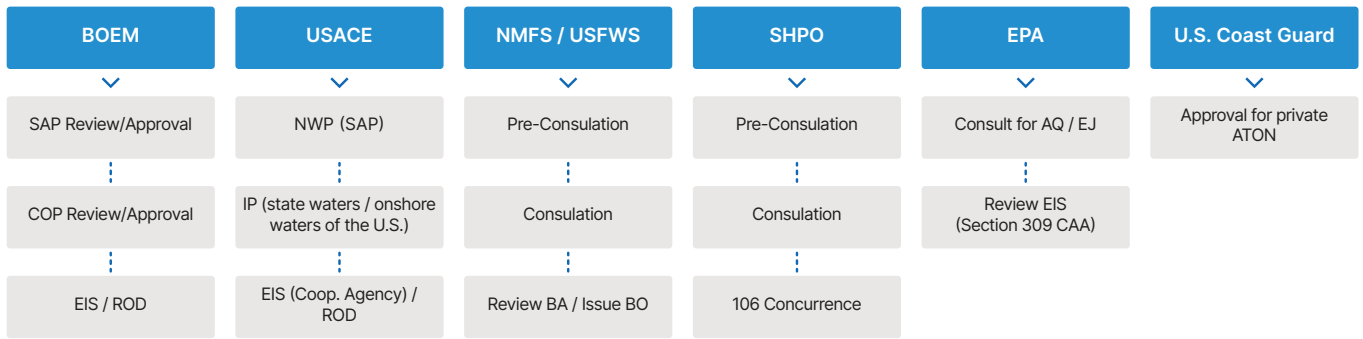 BOEM
SAP Review/Approval
COP Review/Approval
EIS / ROD
USACE
NWP (SAP)
IP (state waters / onshore
waters of the U.S.)
EIS (Coop. Agency) /
ROD
NMFS / USFWS
Pre-Consulation
Consulation
Review BA / Issue BO
SHPO
Pre-Consulation
Consulation
106 Concurrence
EPA
Consult for AQ / EJ
Review EIS
(Section 309 CAA)
U.S. Coast Guard
Approval for private
ATON